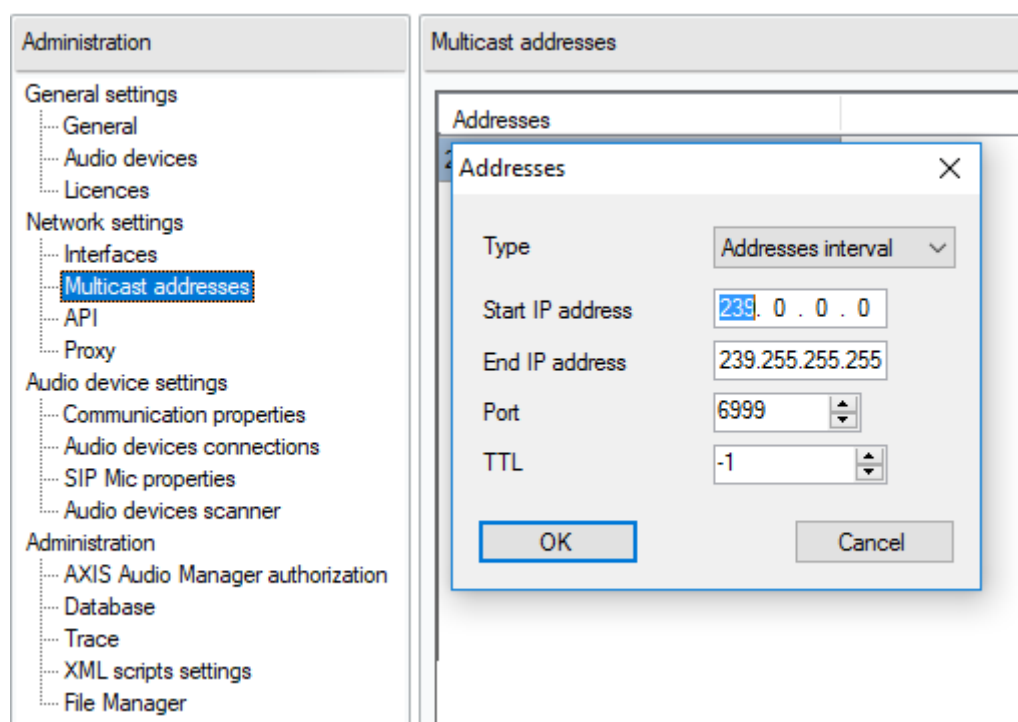 Administration
General settings
General
Audio devices
Licences
Network settings
Interfaces
Multicast addresses
API
Proxy
Audio device settings
Communication properties
Audio devices connections
SIP Mic properties
Audio devices scanner
Administration
AXIS Audio Manager authorization
Database
Trace
XML scripts settings
File Manager
Multicast addresses
Addresses
Addresses
Type Addresses interval
Start IP address 239. 0 . 0 . 0
End IP address 239.255.255.255
Port 6999
TTL -1
OK Cancel